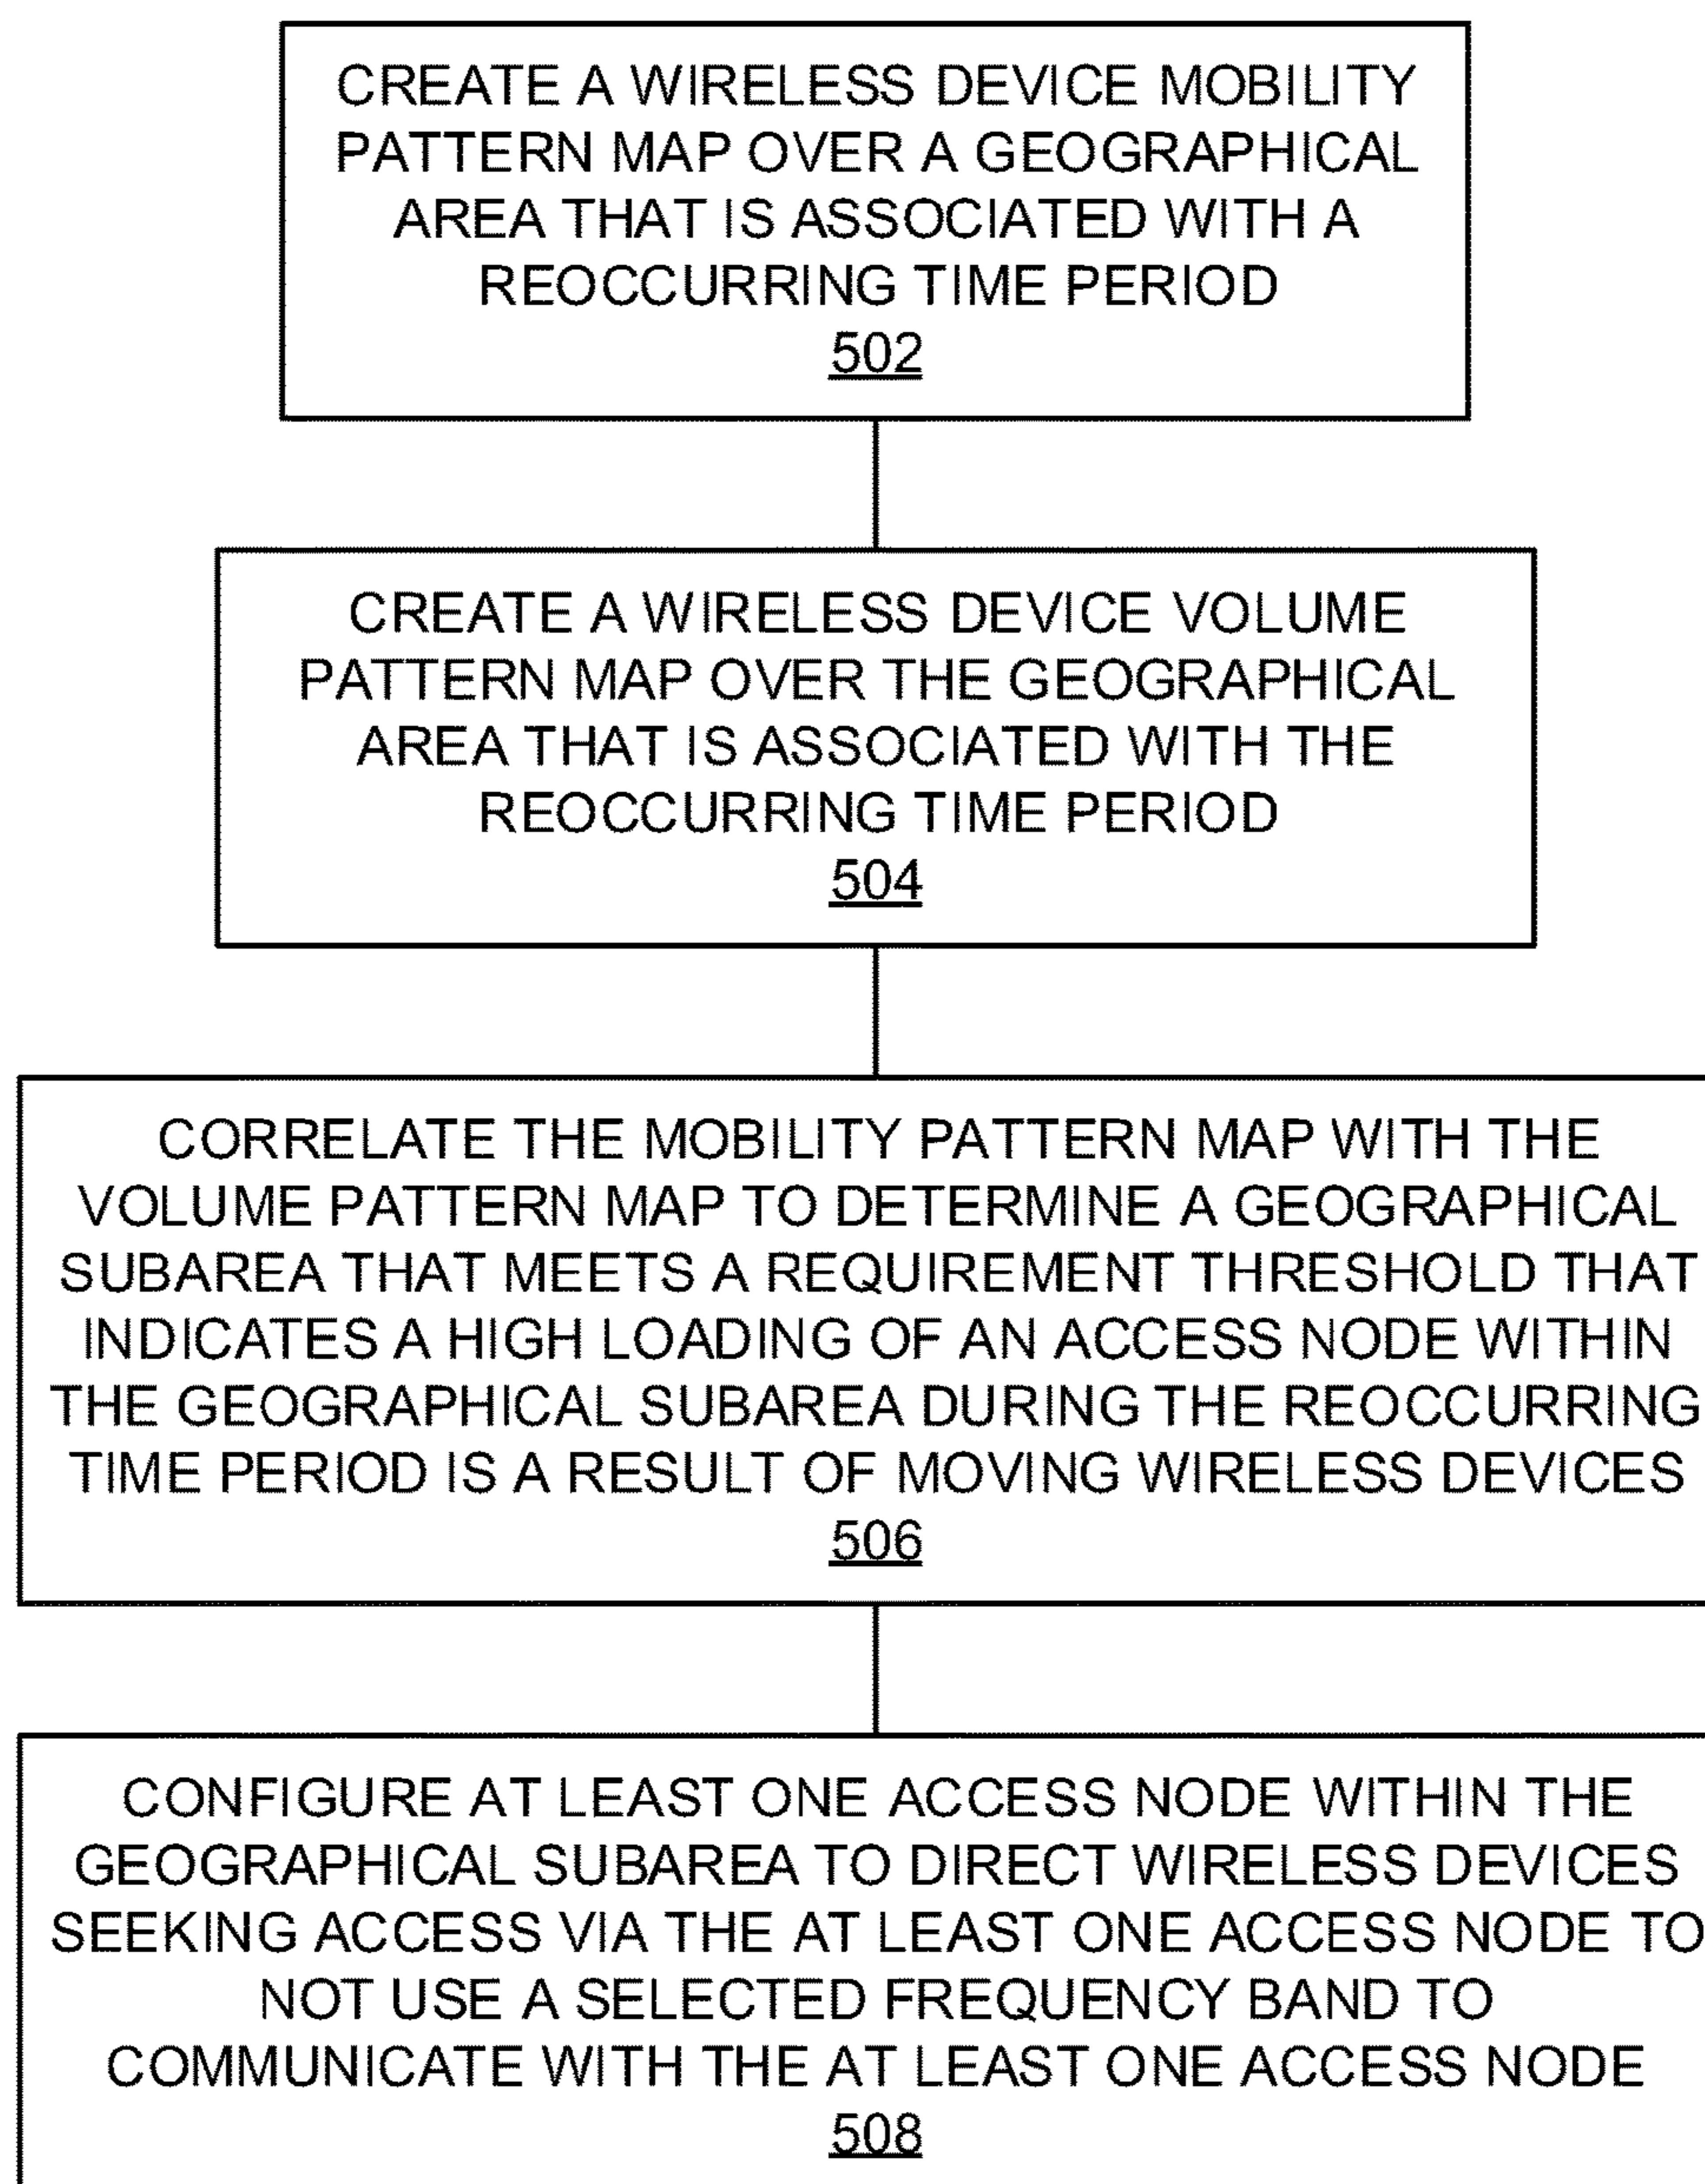 CREATE A WIRELESS DEVICE MOBILITY
PATTERN MAP OVER A GEOGRAPHICAL
AREA THAT IS ASSOCIATED WITH A
REOCCURRING TIME PERIOD
502
CREATE A WIRELESS DEVICE VOLUME
PATTERN MAP OVER THE GEOGRAPHICAL
AREA THAT IS ASSOCIATED WITH THE
REOCCURRING TIME PERIOD
504
CORRELATE THE MOBILITY PATTERN MAP WITH THE
VOLUME PATTERN MAP TO DETERMINE A GEOGRAPHICAL
SUBAREA THAT MEETS A REQUIREMENT THRESHOLD THAT
INDICATES A HIGH LOADING OF AN ACCESS NODE WITHIN
THE GEOGRAPHICAL SUBAREA DURING THE REOCCURRING
TIME PERIOD IS A RESULT OF MOVING WIRELESS DEVICES
506
CONFIGURE AT LEAST ONE ACCESS NODE WITHIN THE
GEOGRAPHICAL SUBAREA TO DIRECT WIRELESS DEVICES
SEEKING ACCESS VIA THE AT LEAST ONE ACCESS NODE TO
NOT USE A SELECTED FREQUENCY BAND TO
COMMUNICATE WITH THE AT LEAST ONE ACCESS NODE
508